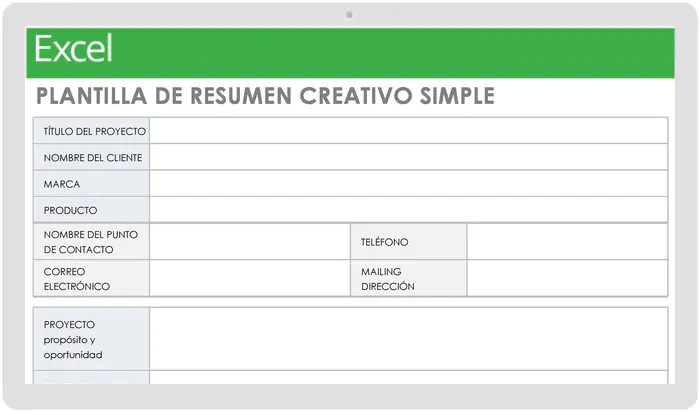 Excel
PLANTILLA DE RESUMEN CREATIVO SIMPLE
TÍTULO DEL PROYECTO
NOMBRE DEL CLIENTE
MARCA
PRODUCTO
NOMBRE DEL PUNTO
DE CONTACTO
TELÉFONO
CORREO
ELECTRÓNICO
MAILING
DIRECCIÓN
PROYECTO
propósito y
oportunidad